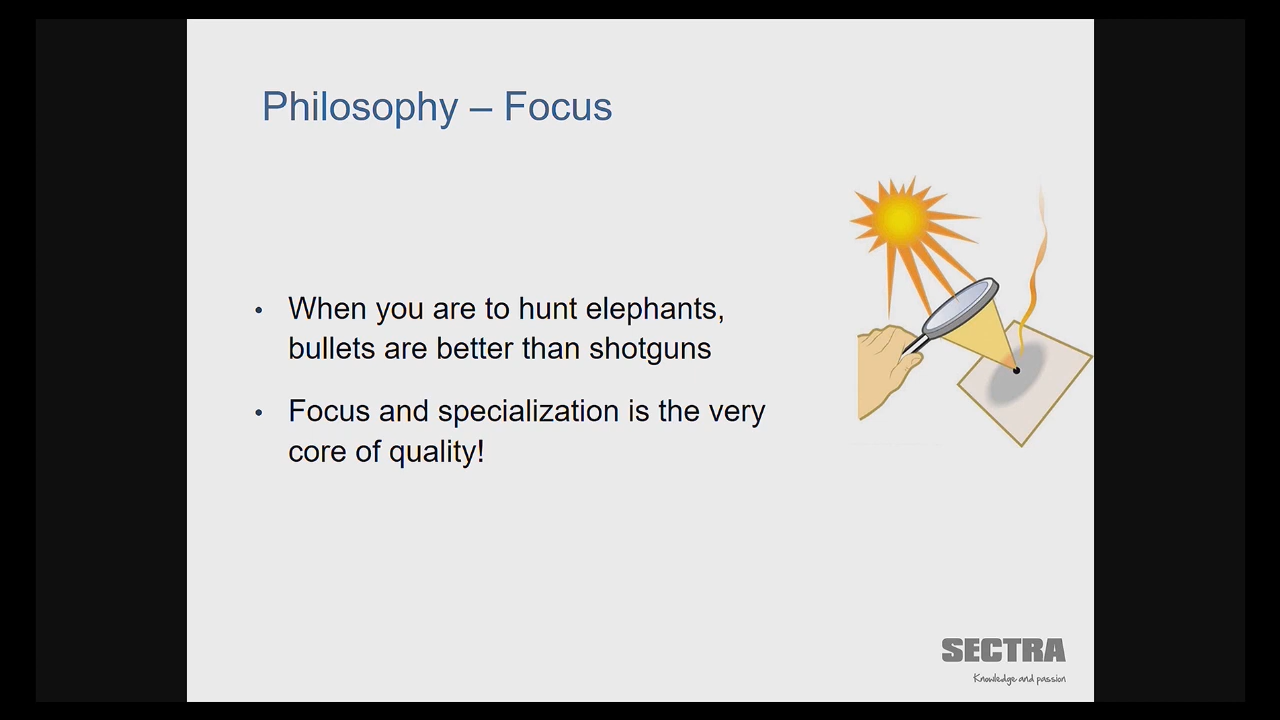 Philosophy – Focus
• When you are to hunt elephants,
bullets are better than shotguns
• Focus and specialization is the very
core of quality!
SECTRA
Knowledge and passion